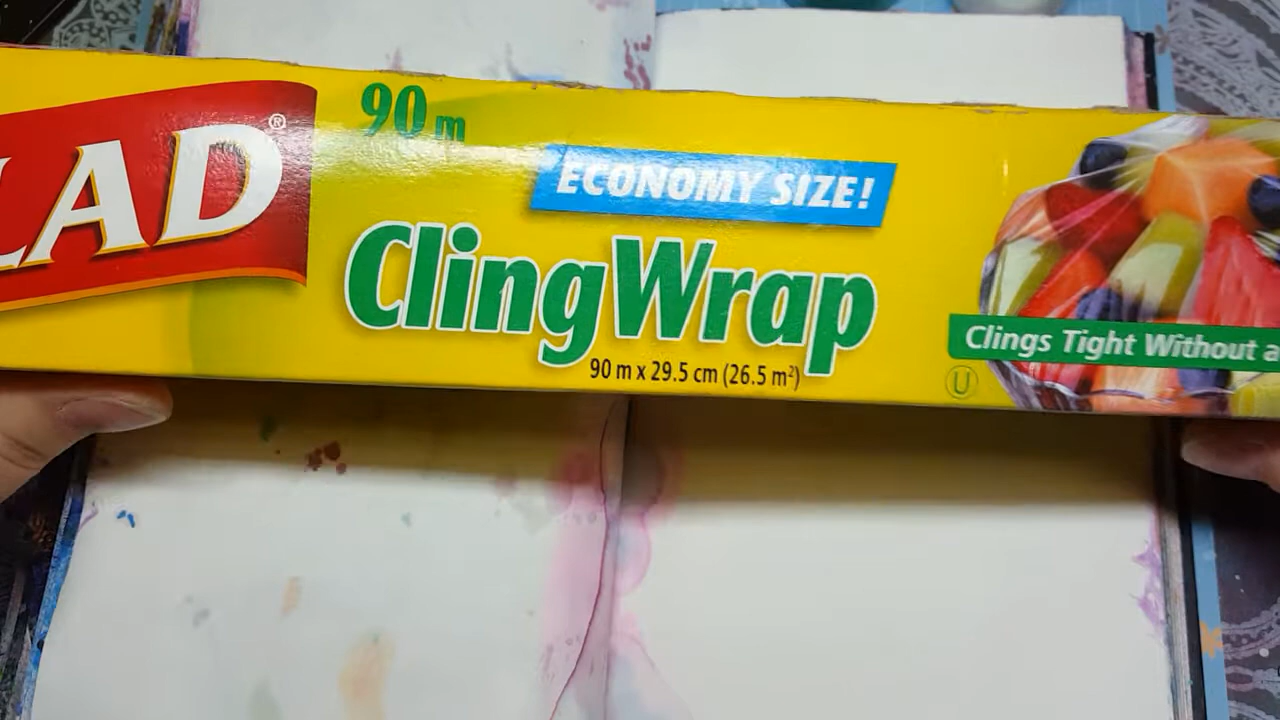 LAD®
90 m
ECONOMY SIZE!
ClingWrap
90 m x 29.5 cm (26.5 m²)
Clings Tight Without a
U